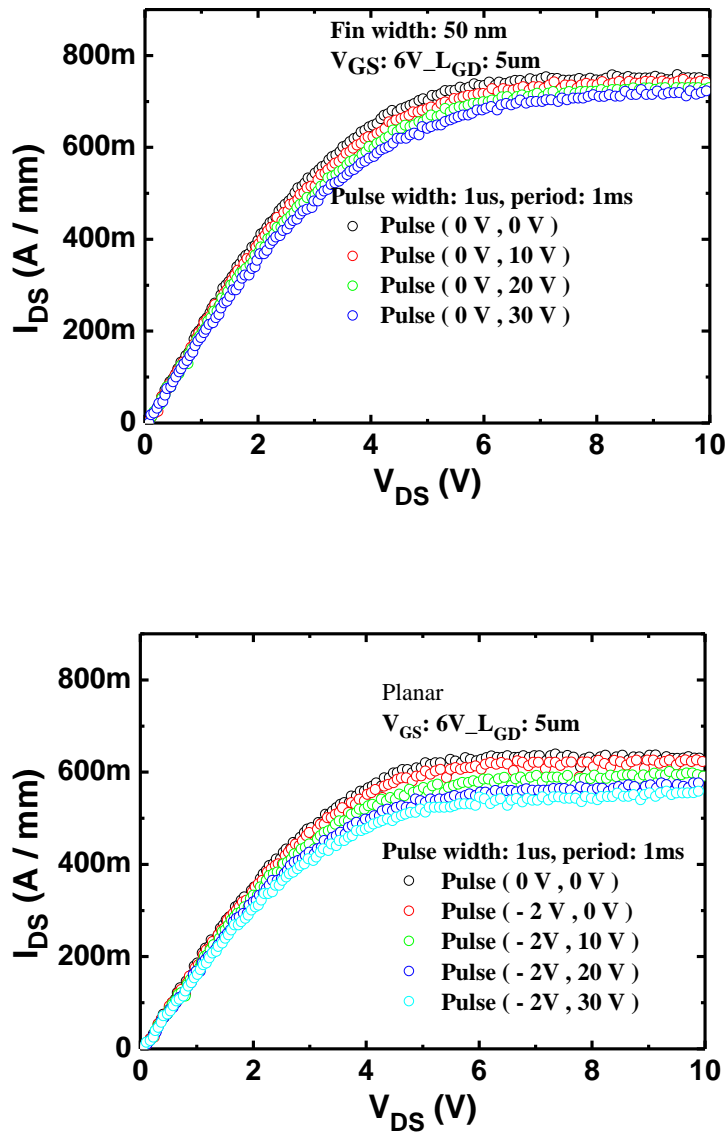 Fin width: 50 nm
VGS: 6V_LGD: 5um
800m
600m
400m
200m
0
IDS (A / mm)
Pulse width: 1us, period: 1ms
Pulse ( 0 V , 0 V )
Pulse ( 0 V , 10 V )
Pulse ( 0 V , 20 V )
Pulse ( 0 V , 30 V )
0 2 4 6 8 10
VDS (V)
Planar
VGS: 6V_LGD: 5um
800m
600m
400m
200m
0
IDS (A / mm)
Pulse width: 1us, period: 1ms
Pulse ( 0 V , 0 V )
Pulse ( - 2 V , 0 V )
Pulse ( - 2V , 10 V )
Pulse ( - 2V , 20 V )
Pulse ( - 2V , 30 V )
0 2 4 6 8 10
VDS (V)